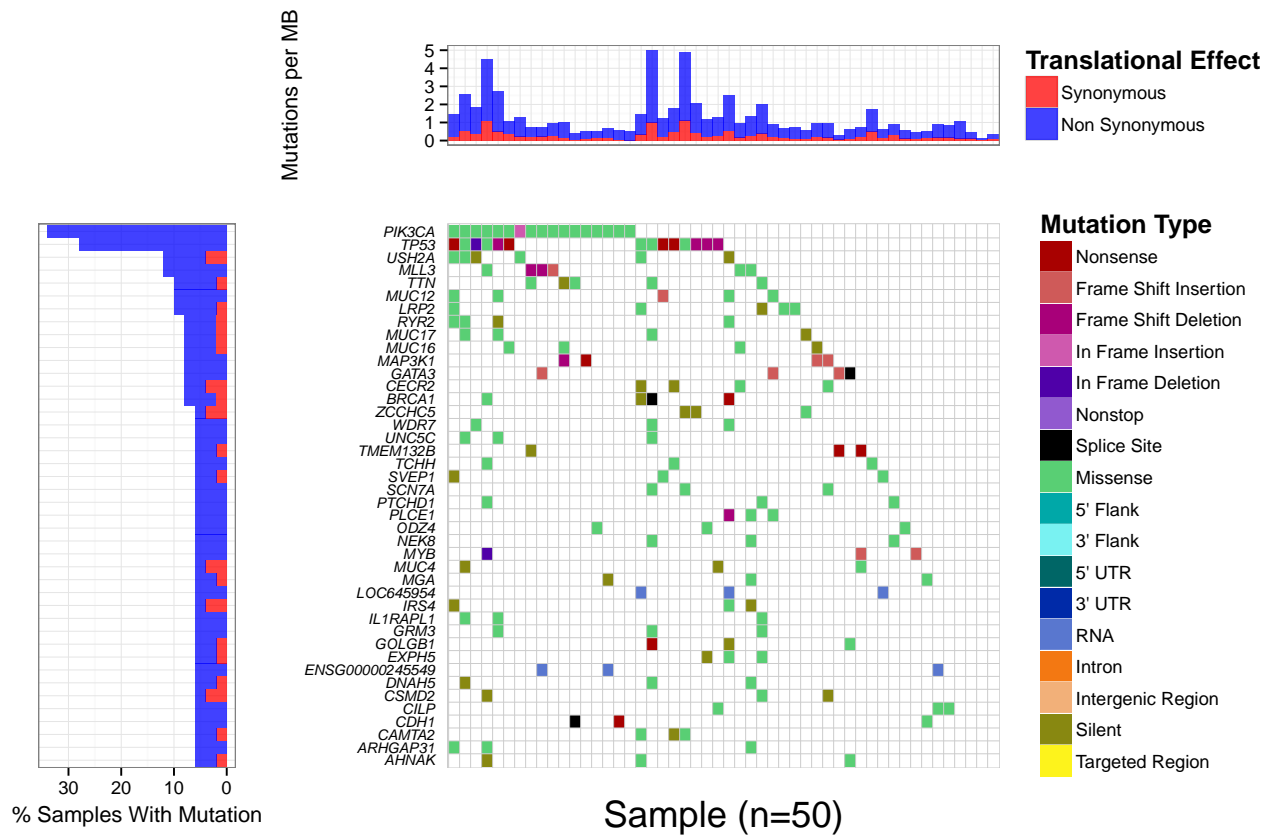 Mutations per MB
5
4
3
2
1
0
Translational Effect
Synonymous
Non Synonymous
PIK3CA
TP53
USH2A
MLL3
TTN
MUC12
LRP2
RYR2
MUC17
MUC16
MAP3K1
GATA3
CECR2
BRCA1
ZCCHC5
WDR7
UNC5C
TMEM132B
TCHH
SVEP1
SCN7A
PTCHD1
PLCE1
ODZ4
NEK8
MYB
MUC4
MGA
LOC645954
IRS4
IL1RAPL1
GRM3
GOLGB1
EXPH5
ENSG00000245549
DNAH5
CSMD2
CILP
CDH1
CAMTA2
ARHGAP31
AHNAK
Mutation Type
Nonsense
Frame Shift Insertion
Frame Shift Deletion
In Frame Insertion
In Frame Deletion
Nonstop
Splice Site
Missense
5' Flank
3' Flank
5' UTR
3' UTR
RNA
Intron
Intergenic Region
Silent
Targeted Region
30 20 10 0
% Samples With Mutation
Sample (n=50)